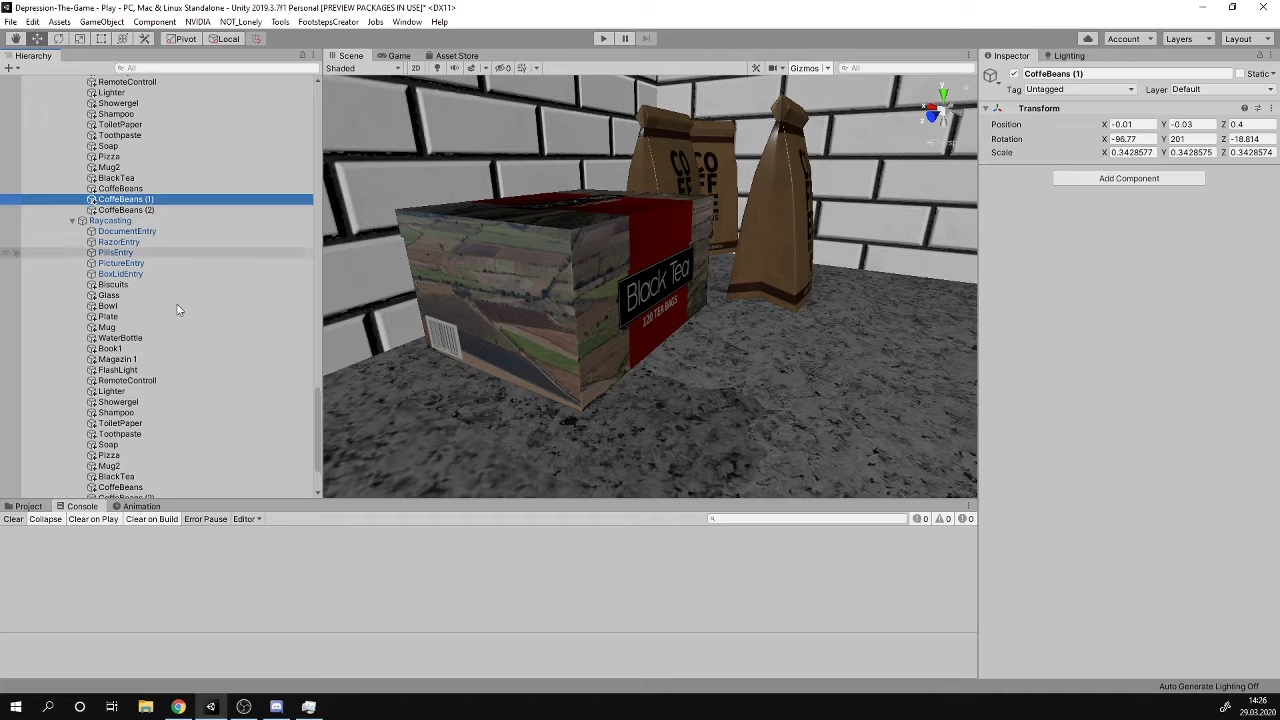 Depression-The-Game - Play - PC, Mac & Linux Standalone - Unity 2019.3.7f1 Personal [PREVIEW PACKAGES IN USE]* <DX11>
File Edit Assets GameObject Component NVIDIA NOT_Lonely Tools FootstepsCreator Jobs Window Help
Pivot Local Account Layers Layout
Hierarchy
All
RemoteControll
Lighter
Showergel
Shampoo
ToiletPaper
Toothpaste
Soap
Pizza
Mug2
BlackTea
CoffeBeans
CoffeBeans (1)
CoffeBeans (2)
Raycasting
DocumentEntry
RazorEntry
PillsEntry
PictureEntry
BoxLidEntry
Biscuits
Glass
Bowl
Plate
Mug
WaterBottle
Book1
Magazin 1
FlashLight
RemoteControll
Lighter
Showergel
Shampoo
ToiletPaper
Toothpaste
Soap
Pizza
Mug2
BlackTea
CoffeBeans
Scene Game Asset Store
Shaded 2D 0 Gizmos All
y
x
z
Persp
Black Tea
120 TEA BAGS
Inspector Lighting
CoffeBeans (1) Static
Tag Untagged Layer Default
Transform
Position X -0.01 Y -0.03 Z 0.4
Rotation X -96.77 Y 201 Z -18.814
Scale X 0.3428577 Y 0.3428575 Z 0.3428574
Add Component
Project Console Animation
Clear Collapse Clear on Play Clear on Build Error Pause Editor 0 0 0
Auto Generate Lighting Off
14:26
29.03.2020